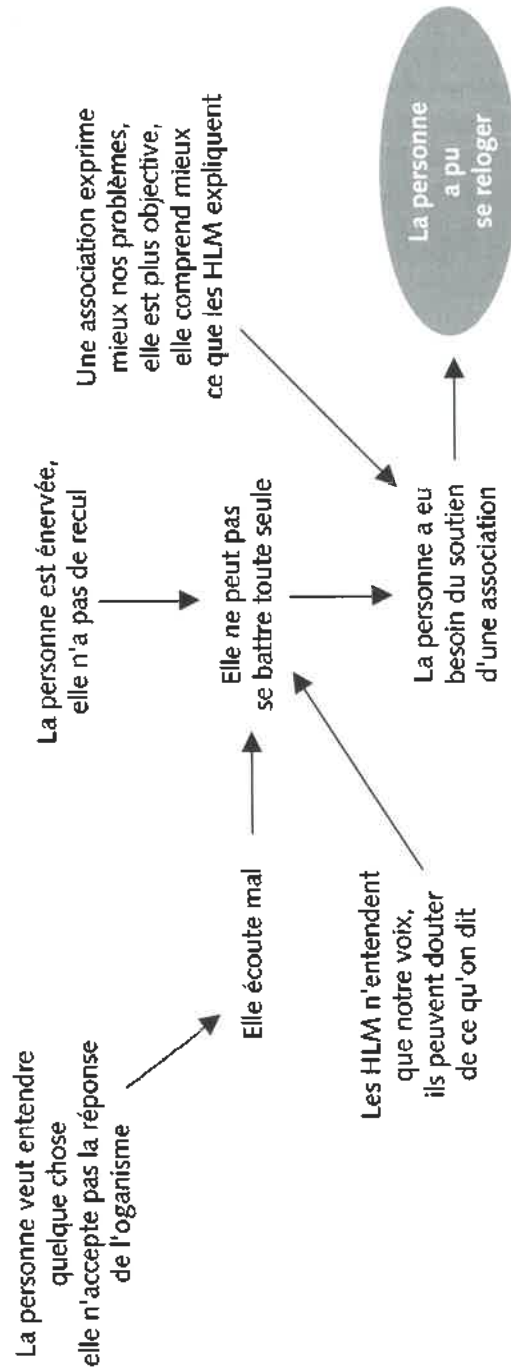 La personne veut entendre
quelque chose
elle n'accepte pas la réponse
de l'oganisme
Elle écoute mal
Les HLM n'entendent
que notre voix,
ils peuvent douter
de ce qu'on dit
La personne est énervée,
elle n'a pas de recul
Elle ne peut pas
se battre toute seule
La personne a eu
besoin du soutien
d'une association
Une association exprime
mieux nos problèmes,
elle est plus objective,
elle comprend mieux
ce que les HLM expliquent
La personne
a pu
se reloger